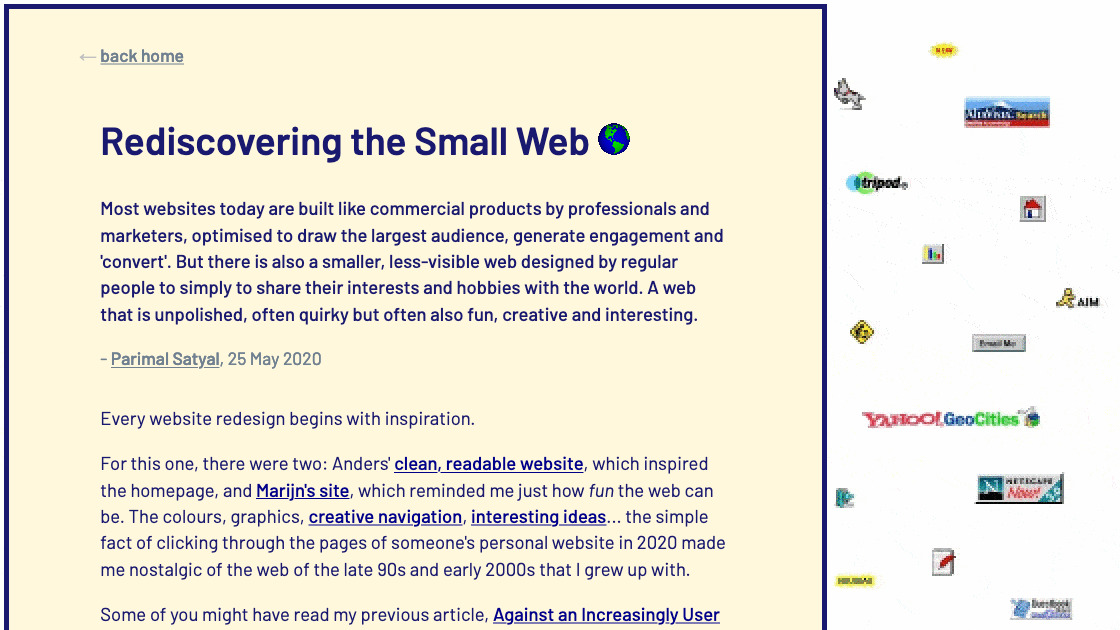 ← back home
Rediscovering the Small Web
Most websites today are built like commercial products by professionals and
marketers, optimised to draw the largest audience, generate engagement and
'convert'. But there is also a smaller, less-visible web designed by regular
people to simply to share their interests and hobbies with the world. A web
that is unpolished, often quirky but often also fun, creative and interesting.
- Parimal Satyal, 25 May 2020
Every website redesign begins with inspiration.
For this one, there were two: Anders' clean, readable website, which inspired
the homepage, and Marijn's site, which reminded me just how fun the web can
be. The colours, graphics, creative navigation, interesting ideas... the simple
fact of clicking through the pages of someone's personal website in 2020 made
me nostalgic of the web of the late 90s and early 2000s that I grew up with.
Some of you might have read my previous article, Against an Increasingly User
NEW
Search
tripod®
AIM
Email Me
YAHOO! GeoCities
N NETSCAPE
Now!